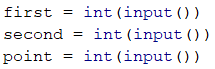 first = int(input())
second = int(input())
point = int(input())